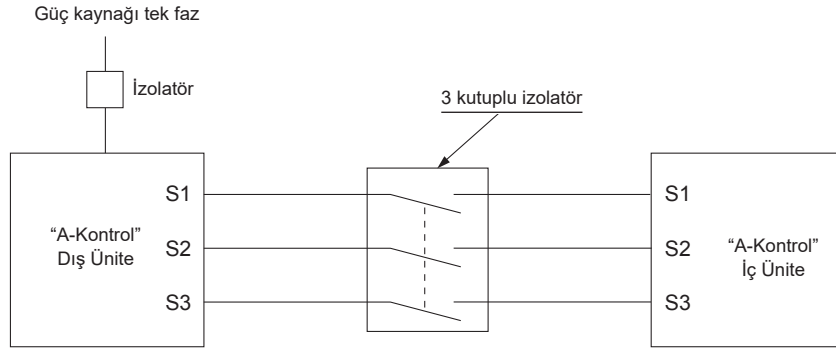 Güç kaynağı tek faz
İzolatör
3 kutuplu izolatör
S1
S2
S3
“A-Kontrol”
Dış Ünite
S1
S2
S3
“A-Kontrol”
İç Ünite